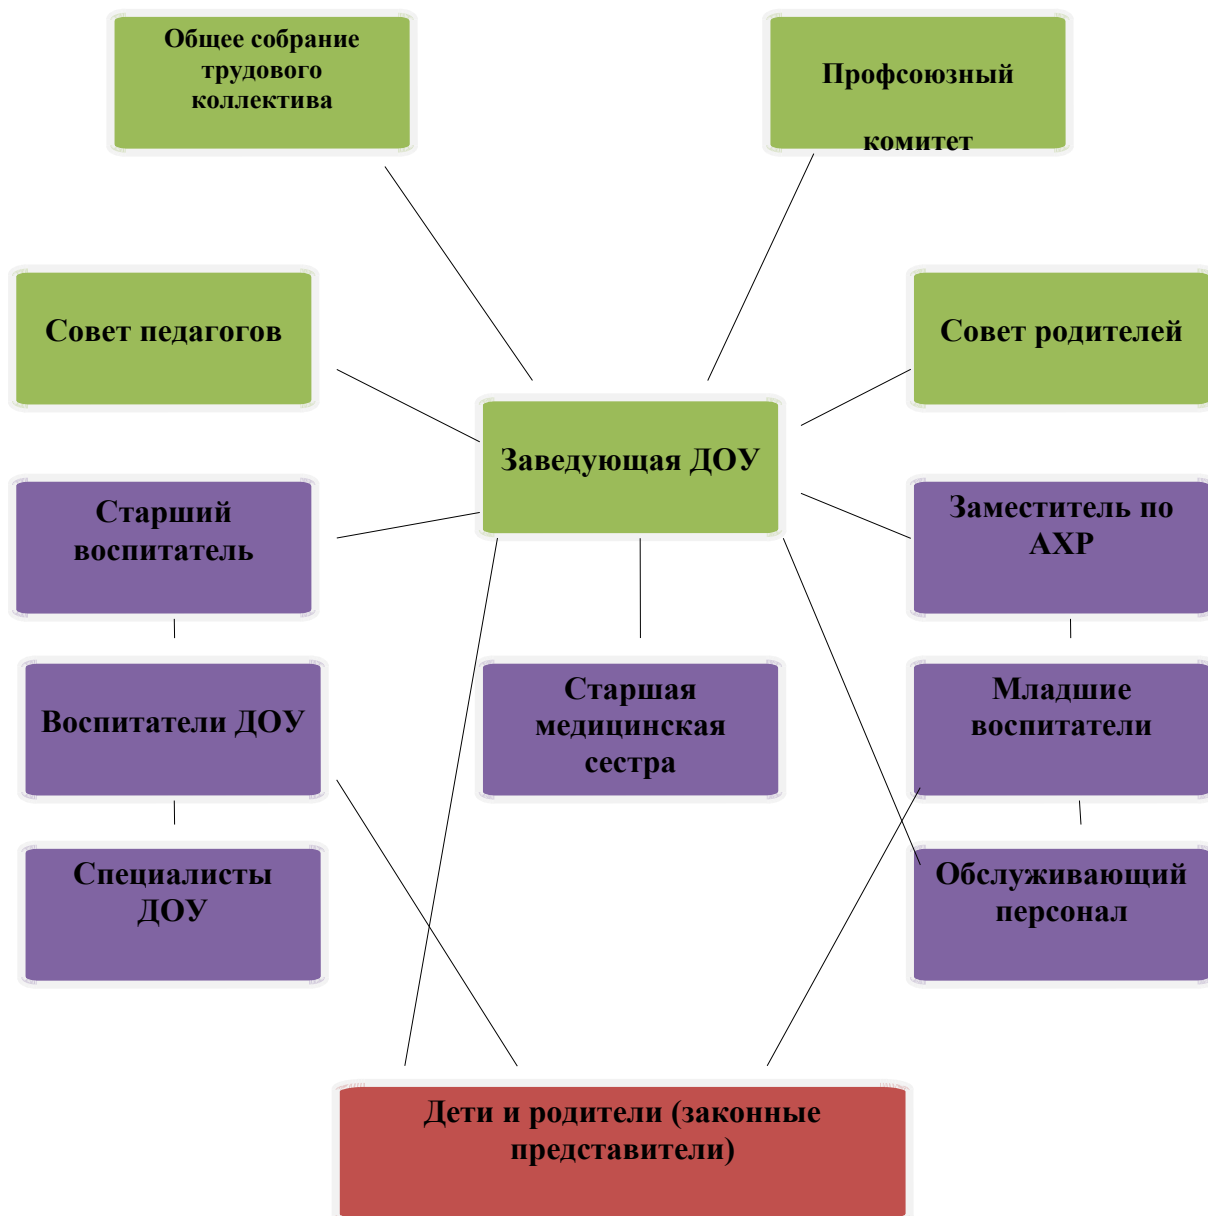 Общее собрание
трудового
коллектива
Профсоюзный
комитет
Совет педагогов
Совет родителей
Заведующая ДОУ
Старший
воспитатель
Заместитель по
АХР
Воспитатели ДОУ
Старшая
медицинская
сестра
Младшие
воспитатели
Специалисты
ДОУ
Обслуживающий
персонал
Дети и родители (законные
представители)